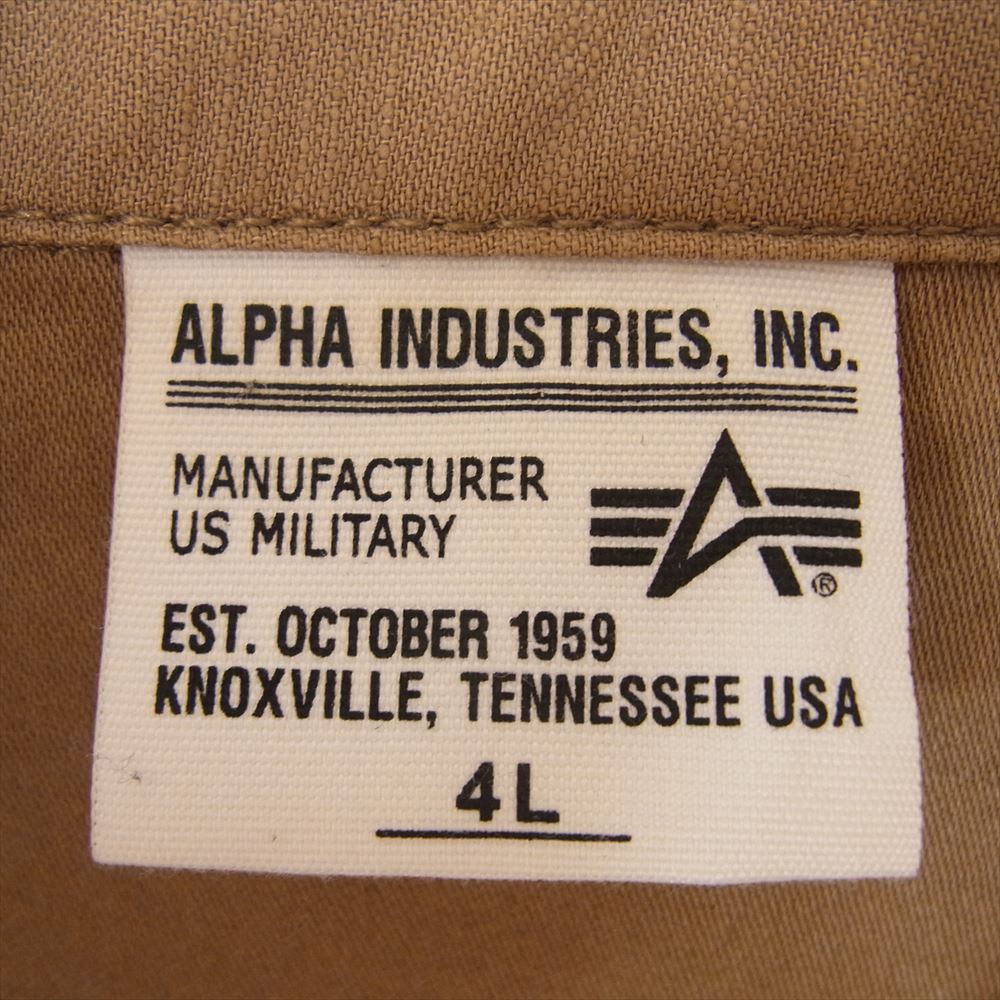 ALPHA INDUSTRIES, INC.
MANUFACTURER
US MILITARY
®
EST. OCTOBER 1959
KNOXVILLE, TENNESSEE USA
4L